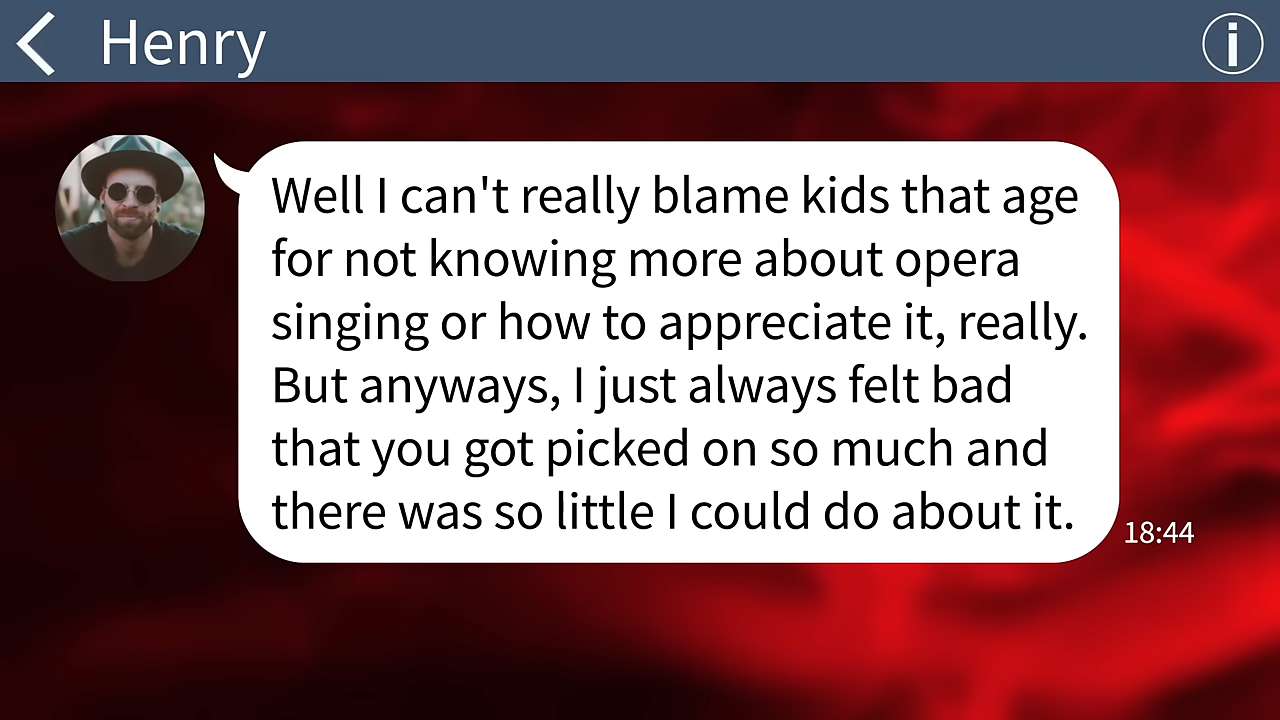 Henry
Well I can't really blame kids that age
for not knowing more about opera
singing or how to appreciate it, really.
But anyways, I just always felt bad
that you got picked on so much and
there was so little I could do about it.
18:44